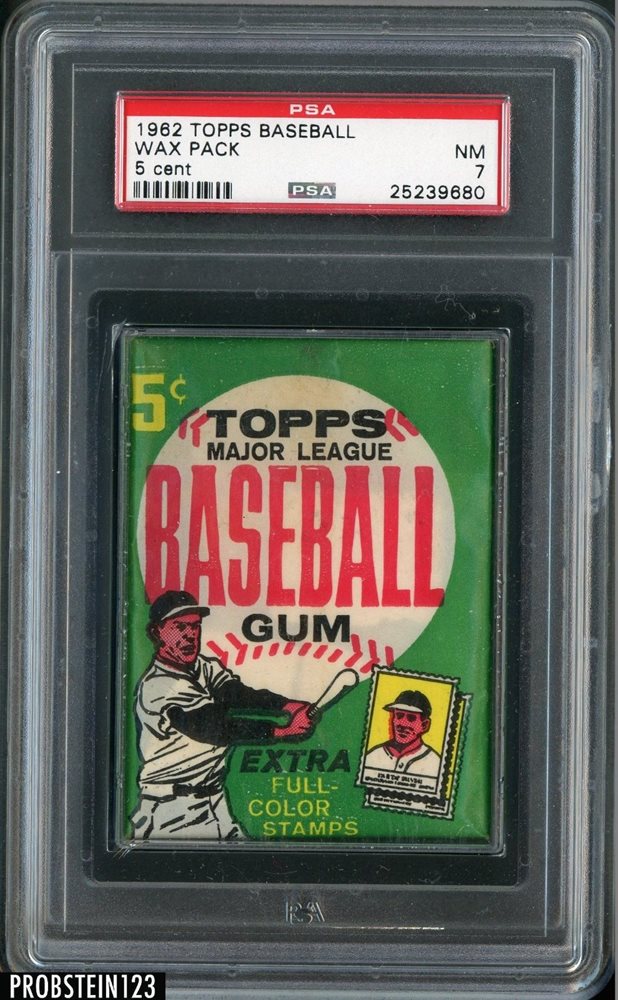 PSA
1962 TOPPS BASEBALL
WAX PACK NM
5 cent 7
PSA 25239680
5¢
TOPPS
MAJOR LEAGUE
BASEBALL
GUM
EXTRA
FULL-
COLOR
STAMPS
PSA
PROBSTEIN123